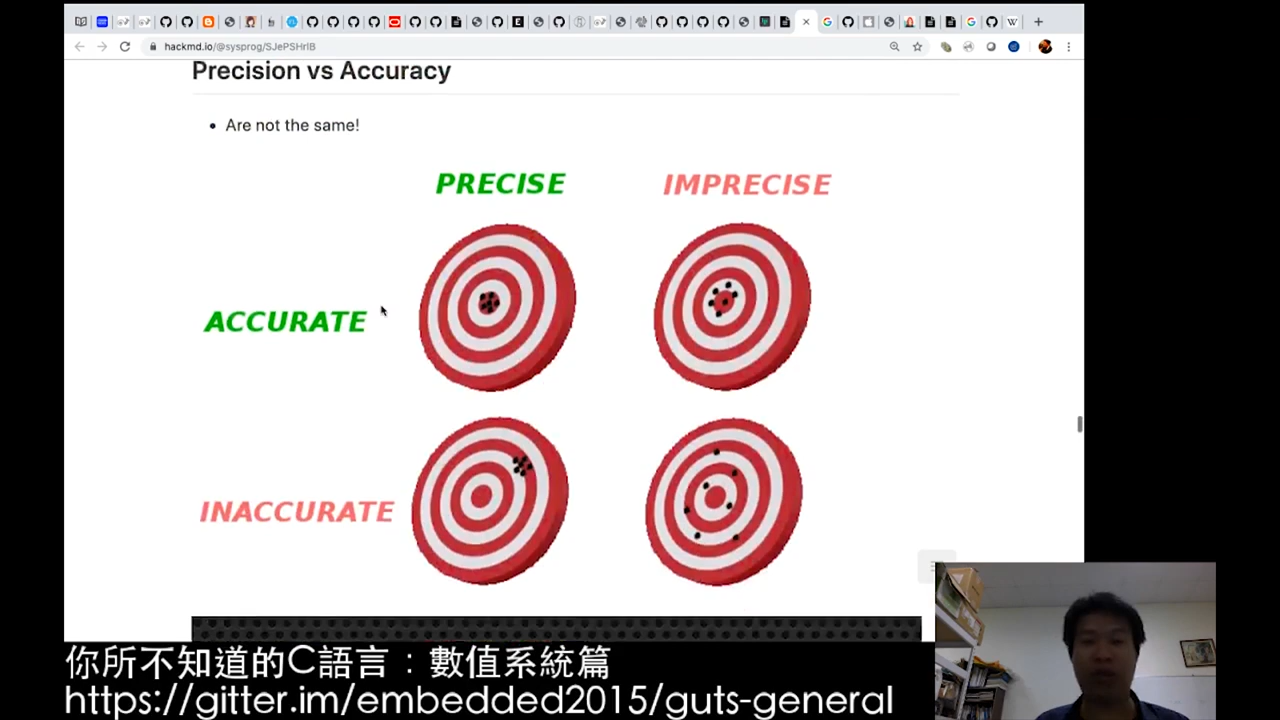 hackmd.io/@sysprog/SJePSHrlB
Precision vs Accuracy
Are not the same!
PRECISE IMPRECISE
ACCURATE
INACCURATE
你所不知道的C語言：數值系統篇
https://gitter.im/embedded2015/guts-general